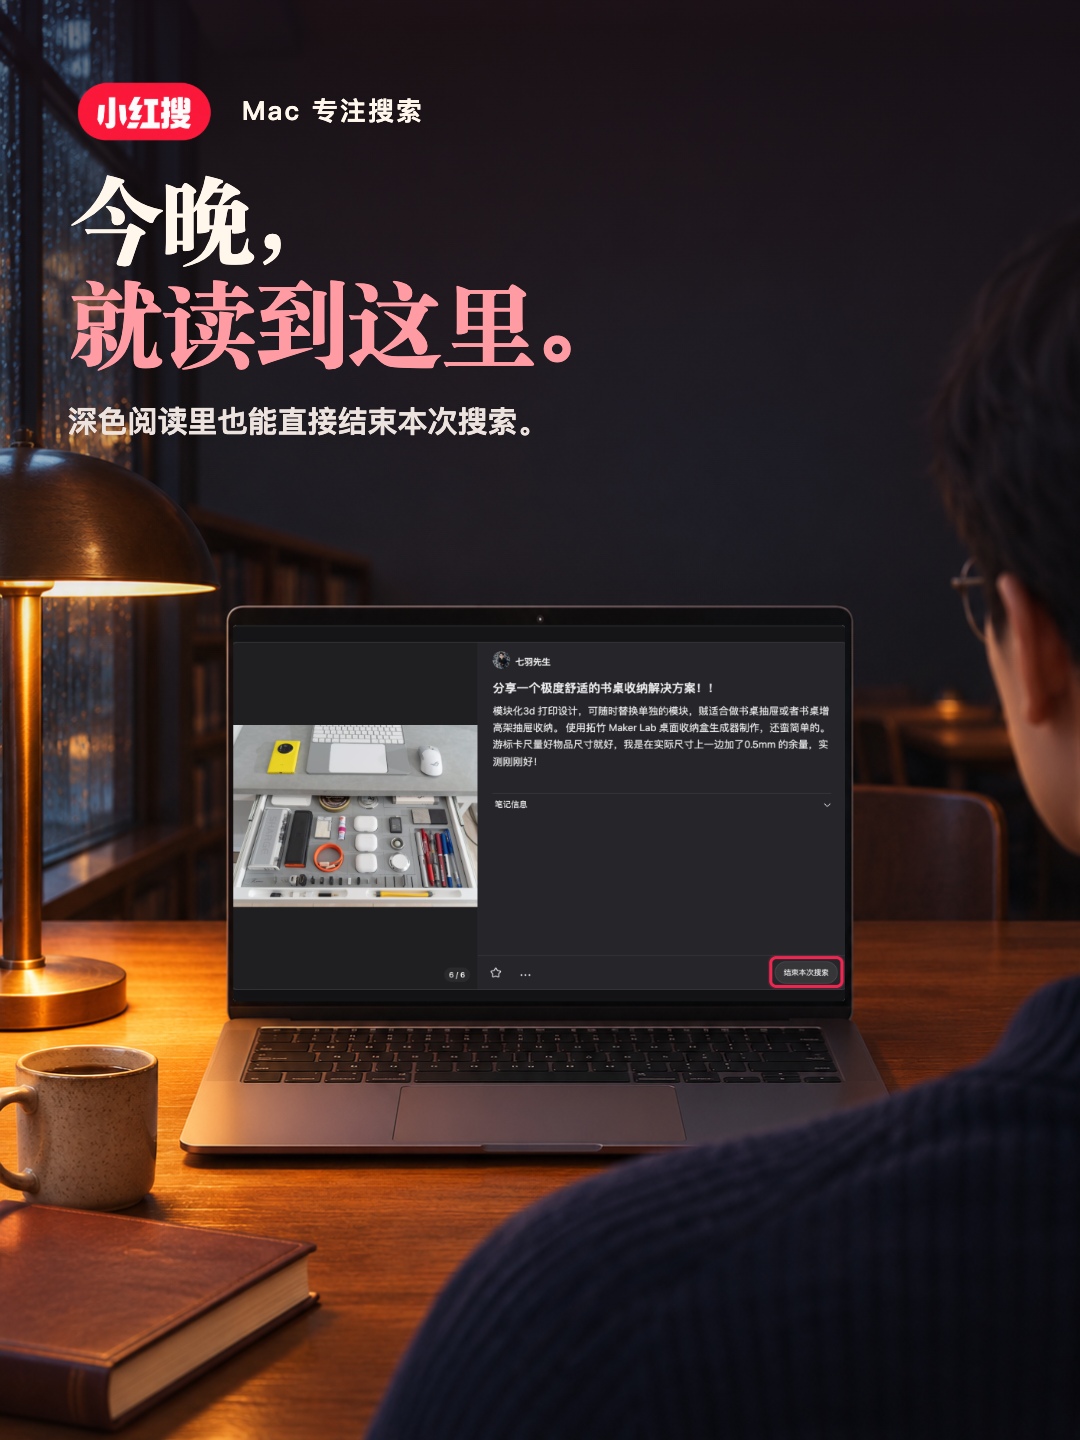 小红搜
Mac 专注搜索
今晚，
就读到这里。
深色阅读里也能直接结束本次搜索。
七羽先生
分享一个极度舒适的书桌收纳解决方案！！
模块化3d 打印设计，可随时替换单独的模块，贼适合做书桌抽屉或者书桌增
高架抽屉收纳。 使用拓竹 Maker Lab 桌面收纳盒生成器制作，还蛮简单的。
游标卡尺量好物品尺寸就好，我是在实际尺寸上一边加了0.5mm 的余量，实
测刚刚好！
笔记信息
6/6
结束本次搜索